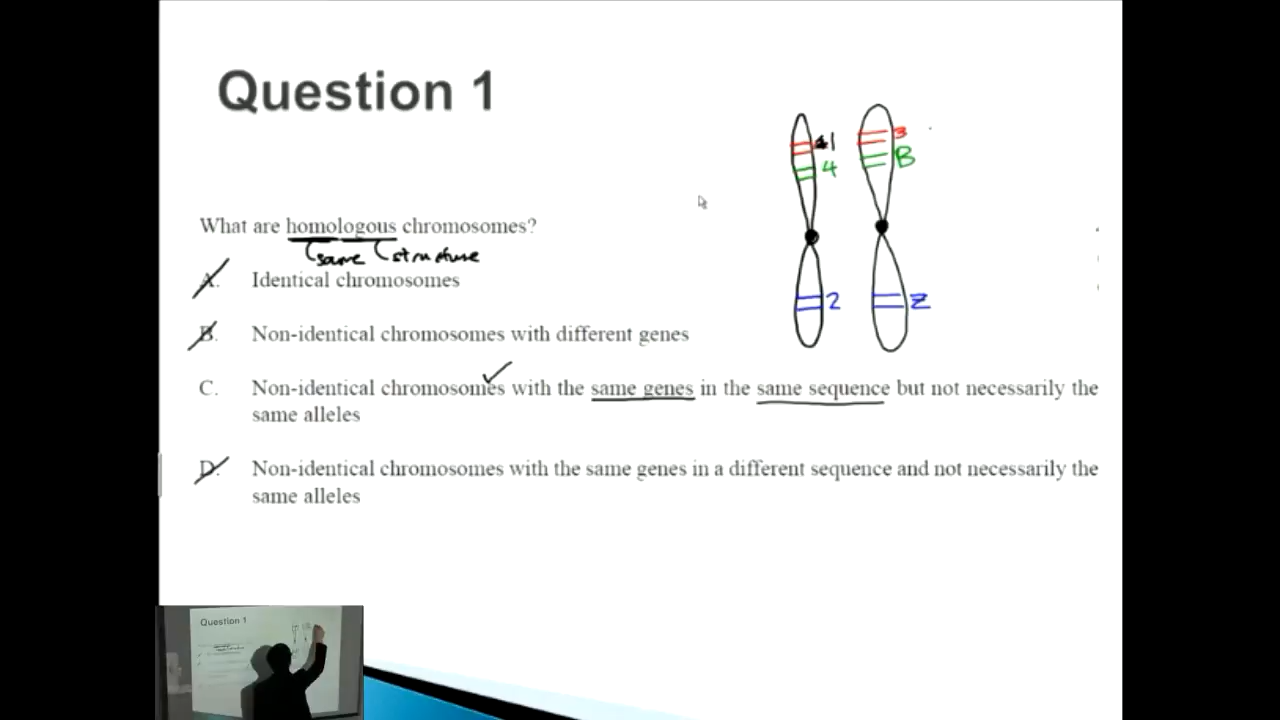 Question 1
1
3
4
B
What are homologous chromosomes?
same structure
A. Identical chromosomes
2
Z
B. Non-identical chromosomes with different genes
C. Non-identical chromosomes with the same genes in the same sequence but not necessarily the
same alleles
D. Non-identical chromosomes with the same genes in a different sequence and not necessarily the
same alleles
Question 1